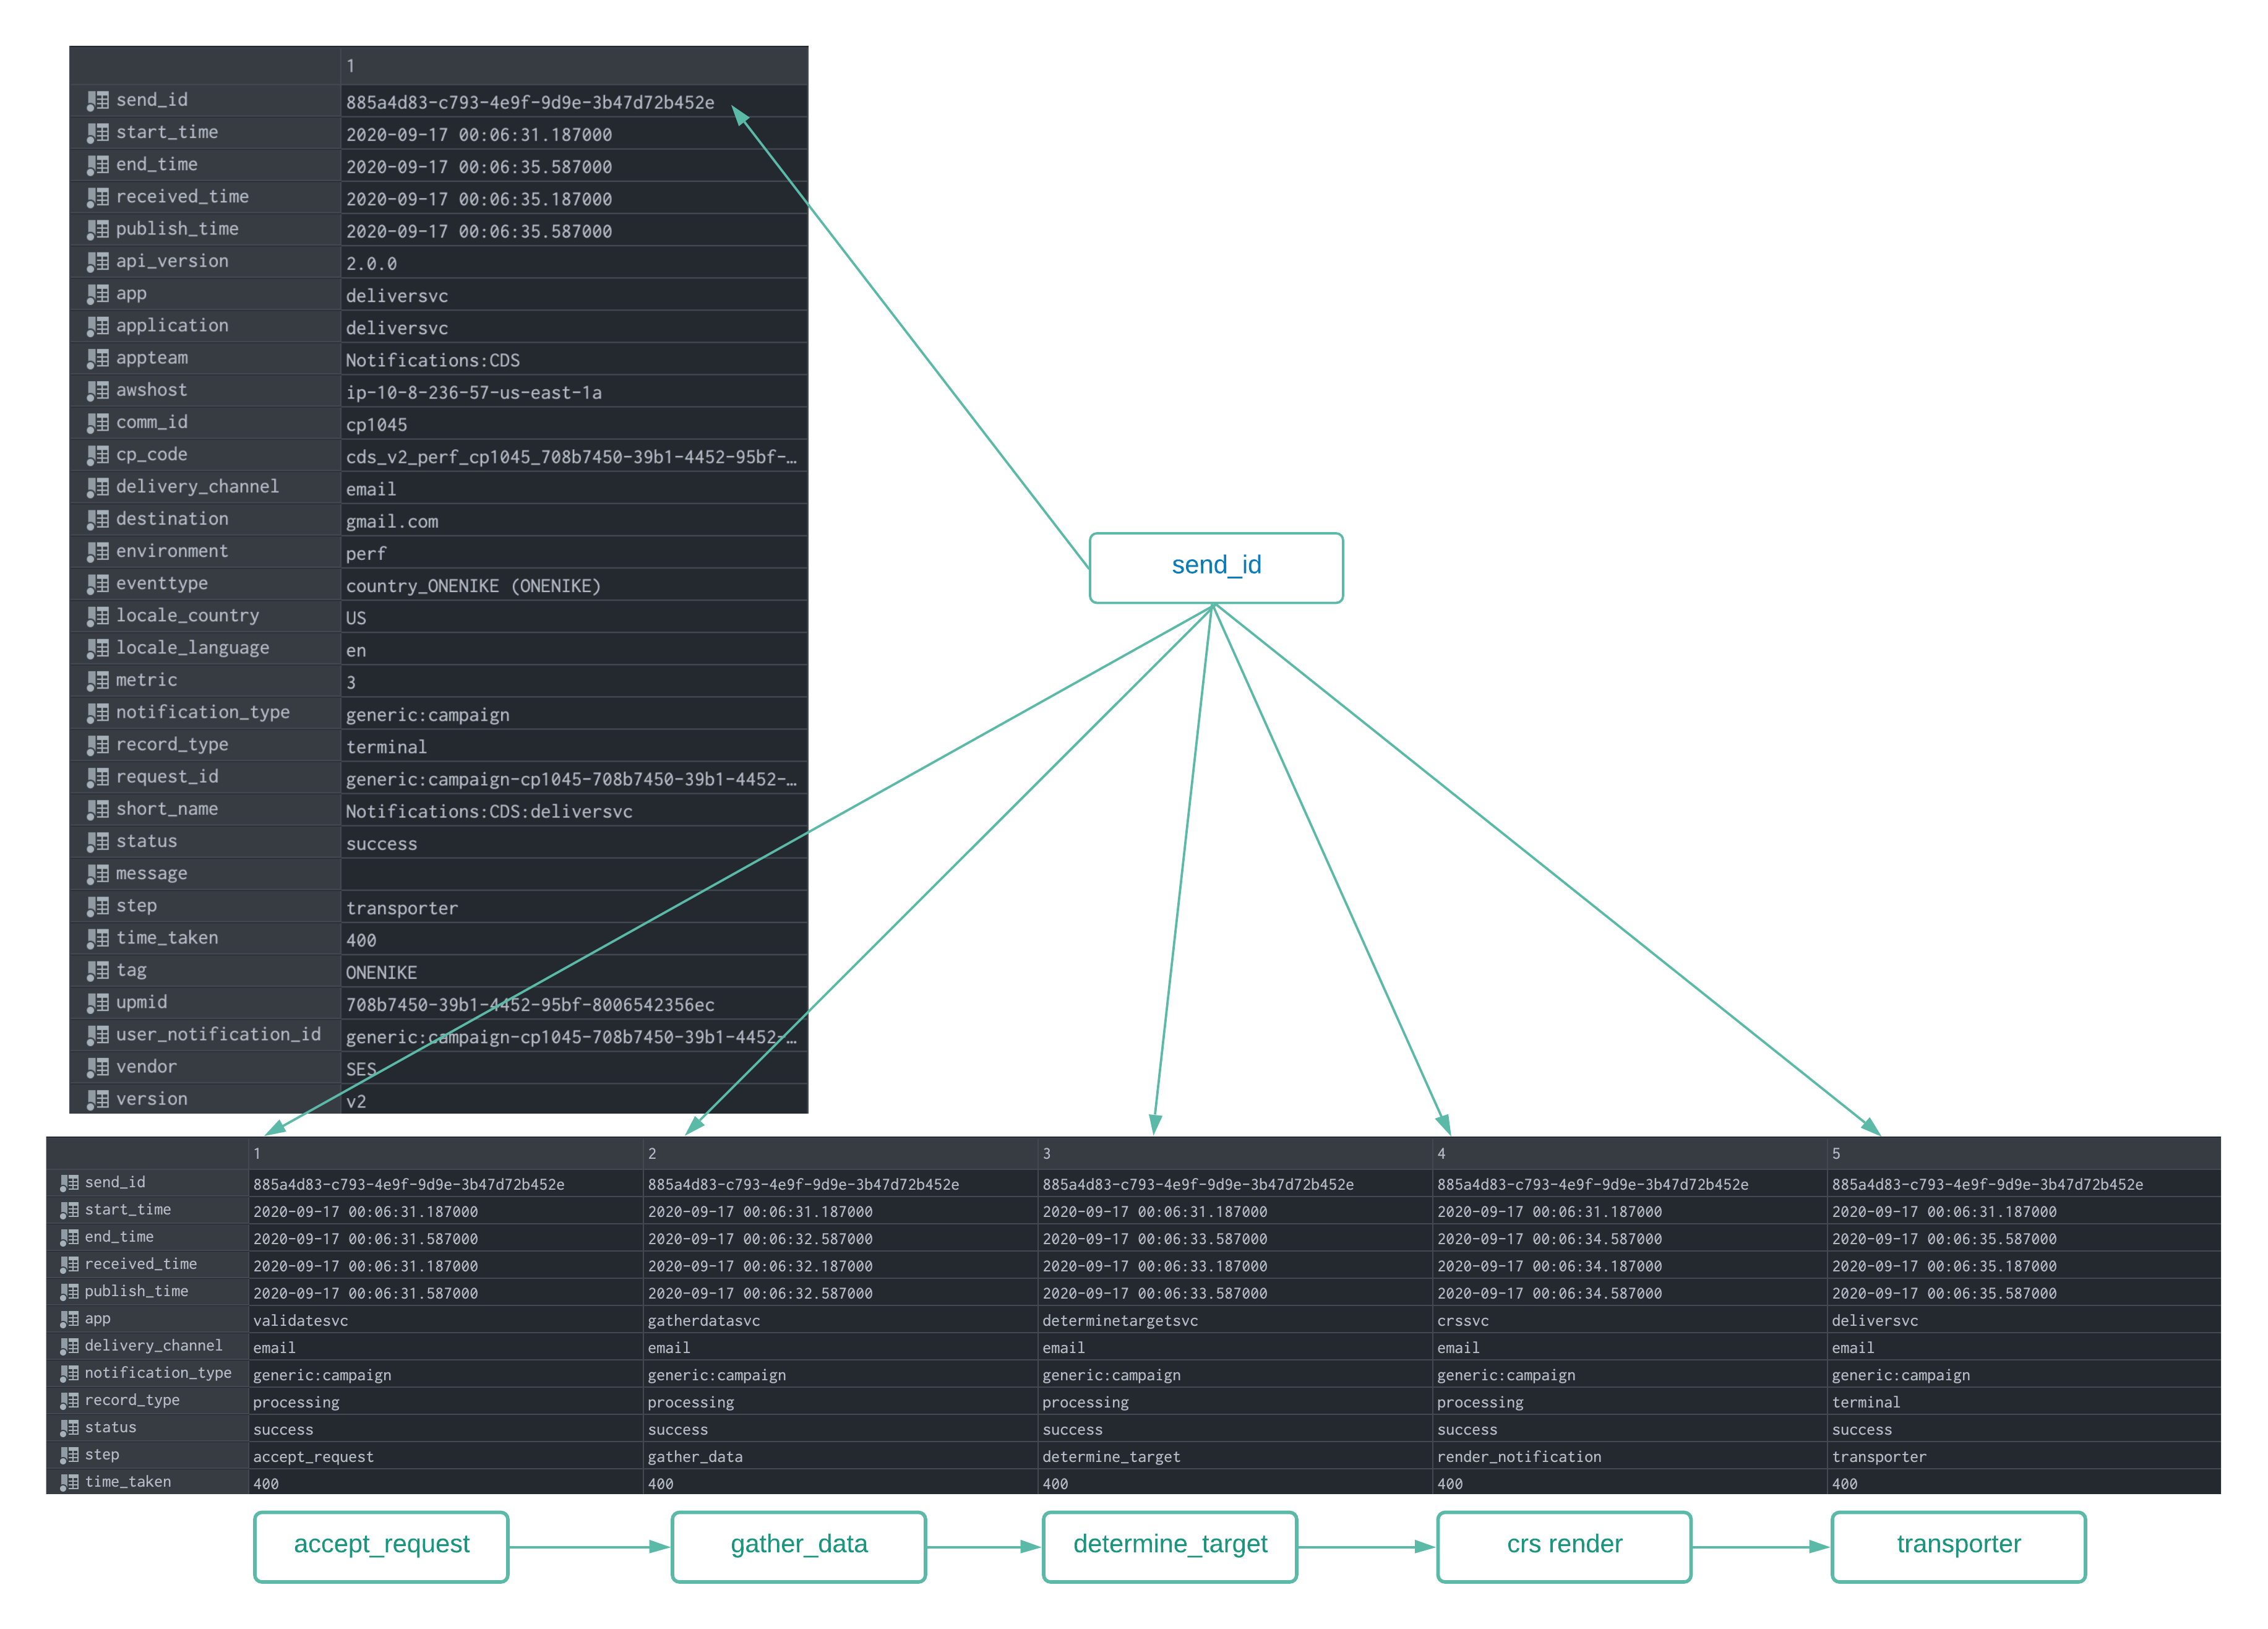 1
send_id 885a4d83-c793-4e9f-9d9e-3b47d72b452e
start_time 2020-09-17 00:06:31.187000
end_time 2020-09-17 00:06:35.587000
received_time 2020-09-17 00:06:35.187000
publish_time 2020-09-17 00:06:35.587000
api_version 2.0.0
app deliversvc
application deliversvc
appteam Notifications:CDS
awshost ip-10-8-236-57-us-east-1a
comm_id cp1045
cp_code cds_v2_perf_cp1045_708b7450-39b1-4452-95bf-…
delivery_channel email
destination gmail.com
environment perf
eventtype country_ONENIKE (ONENIKE)
locale_country US
locale_language en
metric 3
notification_type generic:campaign
record_type terminal
request_id generic:campaign-cp1045-708b7450-39b1-4452-…
short_name Notifications:CDS:deliversvc
status success
message
step transporter
time_taken 400
tag ONENIKE
upmid 708b7450-39b1-4452-95bf-8006542356ec
user_notification_id generic:campaign-cp1045-708b7450-39b1-4452-…
vendor SES
version v2
send_id
1 2 3 4 5
send_id 885a4d83-c793-4e9f-9d9e-3b47d72b452e 885a4d83-c793-4e9f-9d9e-3b47d72b452e 885a4d83-c793-4e9f-9d9e-3b47d72b452e 885a4d83-c793-4e9f-9d9e-3b47d72b452e 885a4d83-c793-4e9f-9d9e-3b47d72b452e
start_time 2020-09-17 00:06:31.187000 2020-09-17 00:06:31.187000 2020-09-17 00:06:31.187000 2020-09-17 00:06:31.187000 2020-09-17 00:06:31.187000
end_time 2020-09-17 00:06:31.587000 2020-09-17 00:06:32.587000 2020-09-17 00:06:33.587000 2020-09-17 00:06:34.587000 2020-09-17 00:06:35.587000
received_time 2020-09-17 00:06:31.187000 2020-09-17 00:06:32.187000 2020-09-17 00:06:33.187000 2020-09-17 00:06:34.187000 2020-09-17 00:06:35.187000
publish_time 2020-09-17 00:06:31.587000 2020-09-17 00:06:32.587000 2020-09-17 00:06:33.587000 2020-09-17 00:06:34.587000 2020-09-17 00:06:35.587000
app validatesvc gatherdatasvc determinetargetsvc crssvc deliversvc
delivery_channel email email email email email
notification_type generic:campaign generic:campaign generic:campaign generic:campaign generic:campaign
record_type processing processing processing processing terminal
status success success success success success
step accept_request gather_data determine_target render_notification transporter
time_taken 400 400 400 400 400
accept_request gather_data determine_target crs render transporter